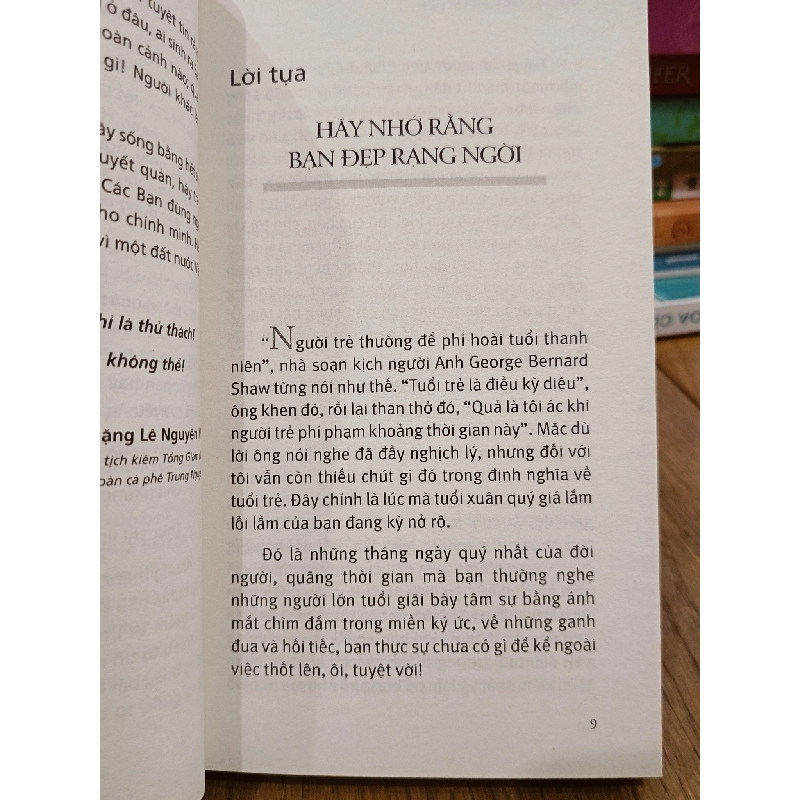 tuyệt tin
ở đâu, ai sinh ra
cảnh nào,
gì! Người khác
sống bằng
quản, hãy
Các Bạn đừng
cho chính mình.
vì một đất nước
là thử thách!
không thể!
Đặng Lê Nguyên
tịch kiêm Tổng
đoàn cà phê Trung
Lời tựa
HÃY NHỚ RẰNG
BẠN ĐẸP RẠNG NGỜI
“Người trẻ thường để phí hoài tuổi thanh
niên”, nhà soạn kịch người Anh George Bernard
Shaw từng nói như thế. “Tuổi trẻ là điều kỳ diệu”,
ông khen đó, rồi lại than thở đó, “Quả là tội ác khi
người trẻ phí phạm khoảng thời gian này”. Mặc dù
lời ông nói nghe đã đầy nghịch lý, nhưng đối với
tôi vẫn còn thiếu chút gì đó trong định nghĩa về
tuổi trẻ. Đây chính là lúc mà tuổi xuân quý giá lắm
lỗi lầm của bạn đang kỳ nở rộ.
Đó là những tháng ngày quý nhất của đời
người, quãng thời gian mà bạn thường nghe
những người lớn tuổi giãi bày tâm sự bằng ánh
mắt chìm đắm trong miền ký ức, về những ganh
đua và hối tiếc, bạn thực sự chưa có gì để kể ngoài
việc thốt lên, ôi, tuyệt vời!
9